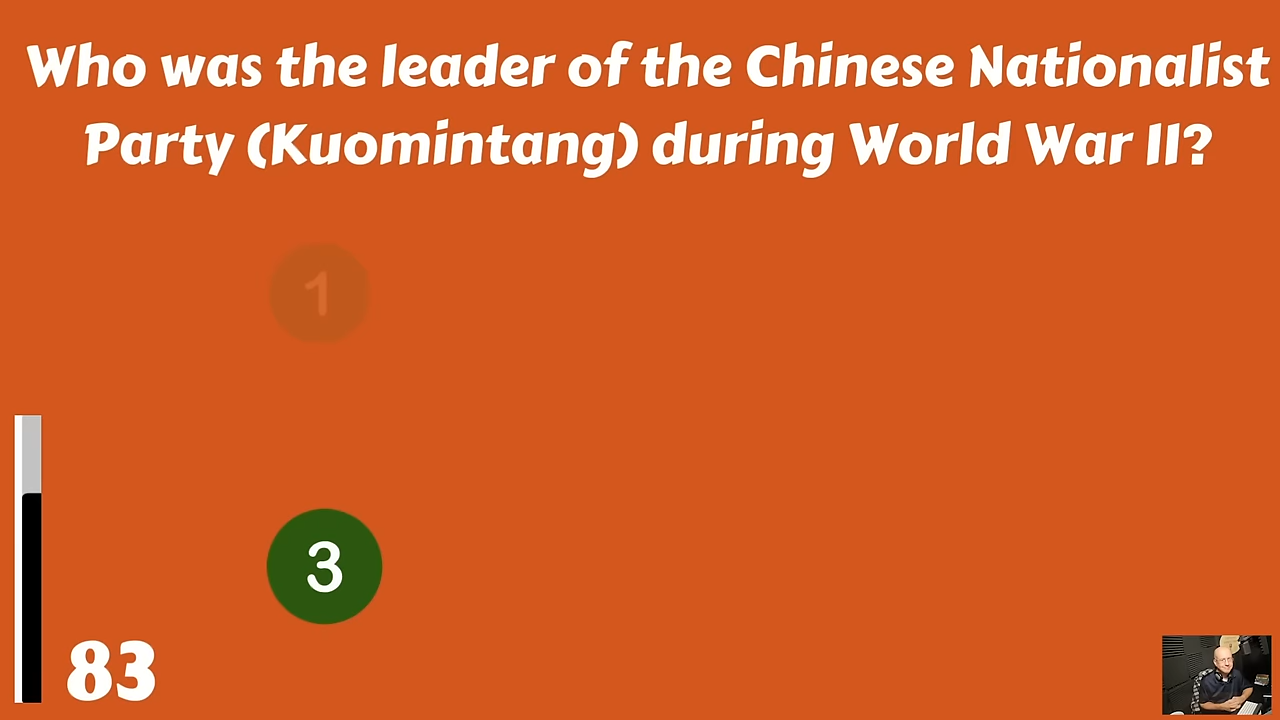 Who was the leader of the Chinese Nationalist
Party (Kuomintang) during World War II?
1
3
83